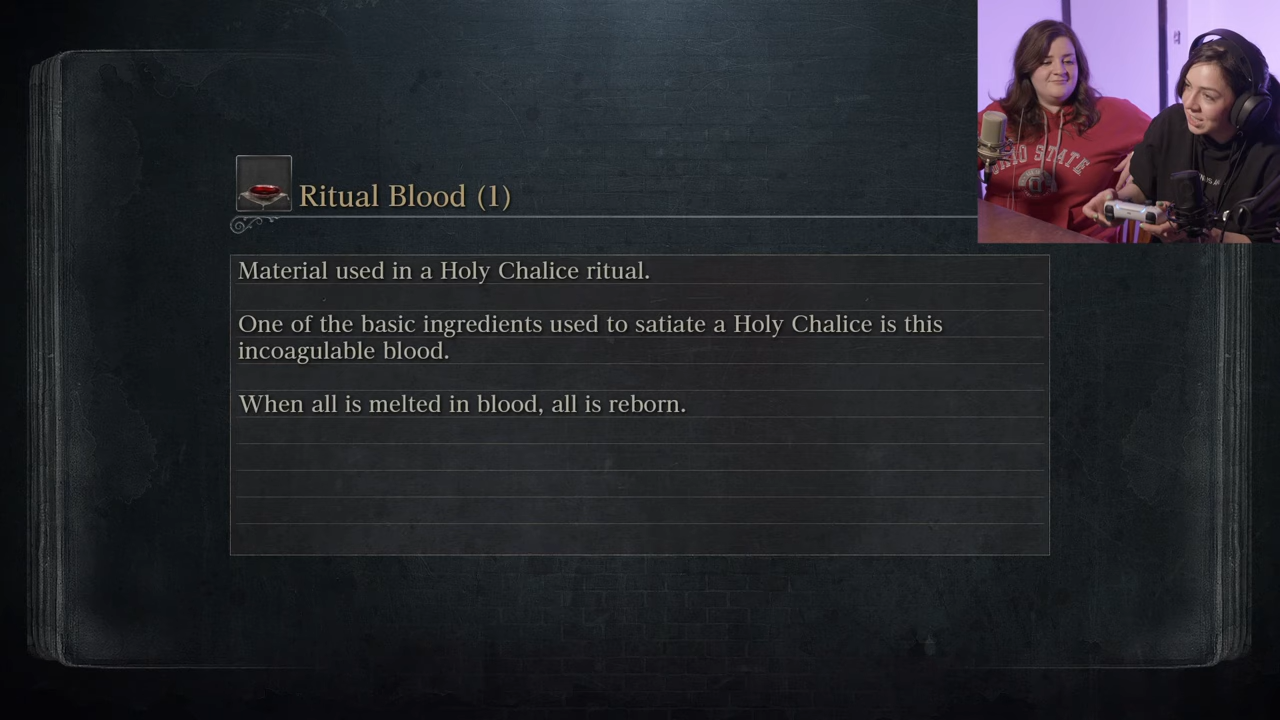 Ritual Blood (1)
Material used in a Holy Chalice ritual.
One of the basic ingredients used to satiate a Holy Chalice is this
incoagulable blood.
When all is melted in blood, all is reborn.
OHIO STATE